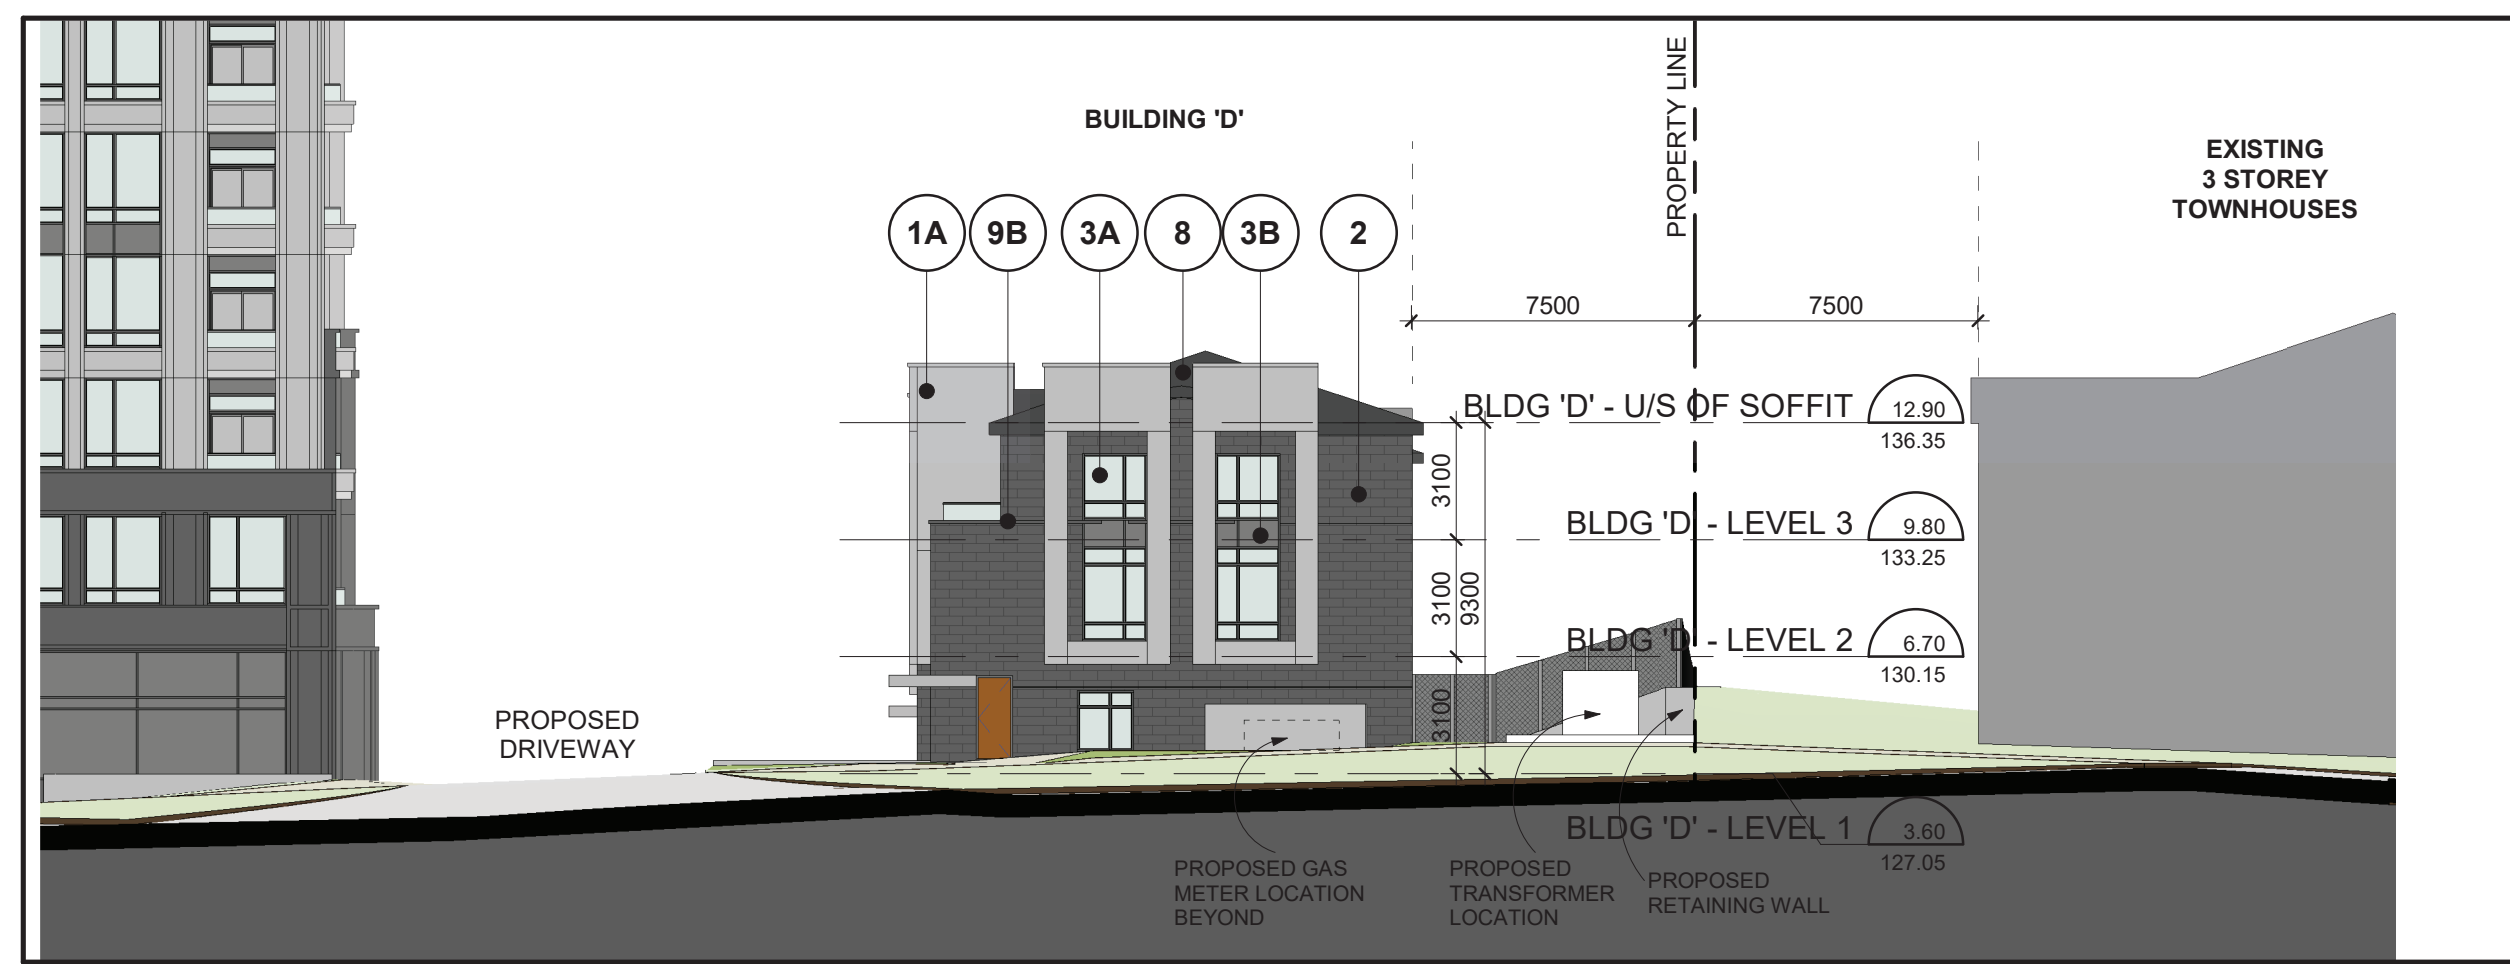 PROPERTY LINE
BUILDING 'D'
EXISTING
3 STOREY
TOWNHOUSES
1A
9B
3A
8
3B
2
7500
7500
BLDG 'D' - U/S OF SOFFIT
12.90
136.35
3100
BLDG 'D' - LEVEL 3
9.80
133.25
3100
9300
BLDG 'D' - LEVEL 2
6.70
130.15
3100
PROPOSED
DRIVEWAY
BLDG 'D' - LEVEL 1
3.60
127.05
PROPOSED GAS
METER LOCATION
BEYOND
PROPOSED
TRANSFORMER
LOCATION
PROPOSED
RETAINING WALL